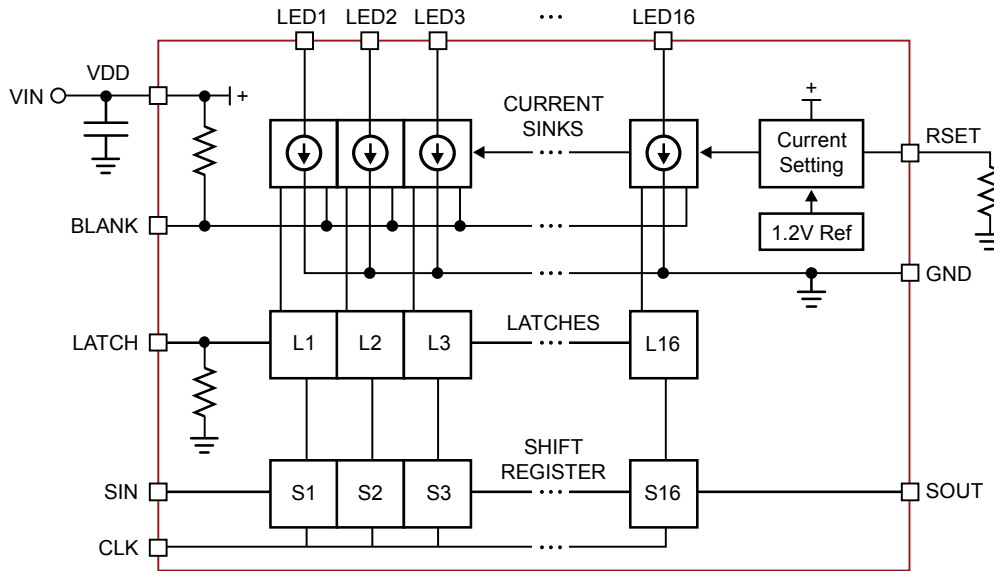 LED1 LED2 LED3 ... LED16
VDD
VIN
+
CURRENT
SINKS
...
+
Current
Setting
RSET
BLANK
...
1.2V Ref
...
GND
LATCH
L1 L2 L3
LATCHES
...
L16
SHIFT
REGISTER
SIN
S1 S2 S3
...
S16
SOUT
CLK
...